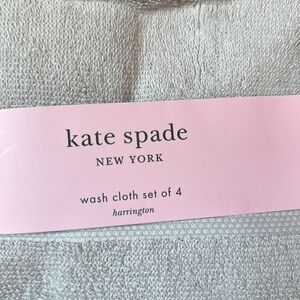 kate spade
NEW YORK
wash cloth set of 4
harrington